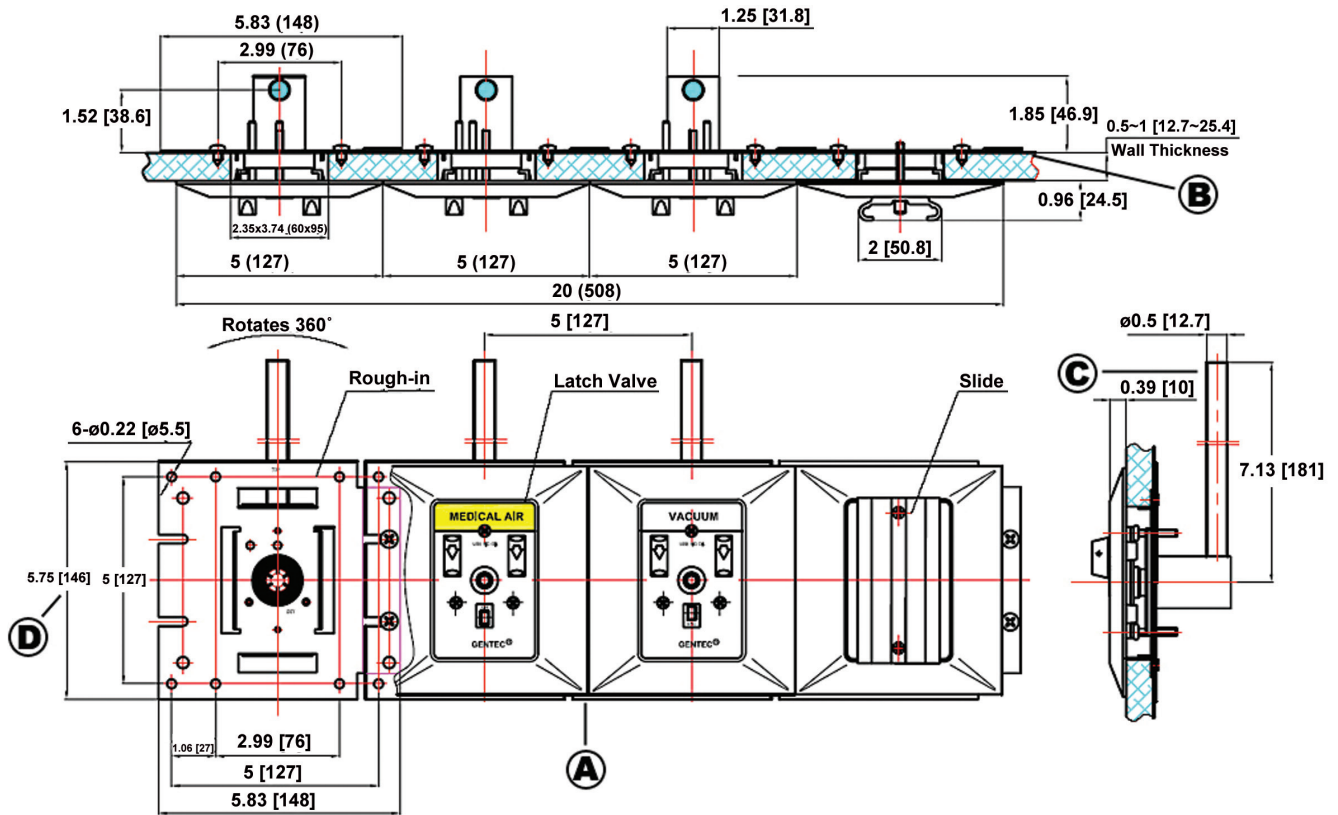 5.83 (148)
2.99 (76)
1.25 [31.8]
1.52 [38.6]
1.85 [46.9]
0.5~1 [12.7~25.4]
Wall Thickness
B
0.96 [24.5]
2.35x3.74 (60x95)
2 [50.8]
5 (127)
5 (127)
5 (127)
20 (508)
Rotates 360°
5 [127]
ø0.5 [12.7]
Rough-in
Latch Valve
Slide
C
0.39 [10]
6-ø0.22 [ø5.5]
7.13 [181]
MEDICAL AIR
VACUUM
5.75 [146]
5 [127]
D
GENTEC
GENTEC
1.06 [27]
2.99 [76]
5 [127]
5.83 [148]
A